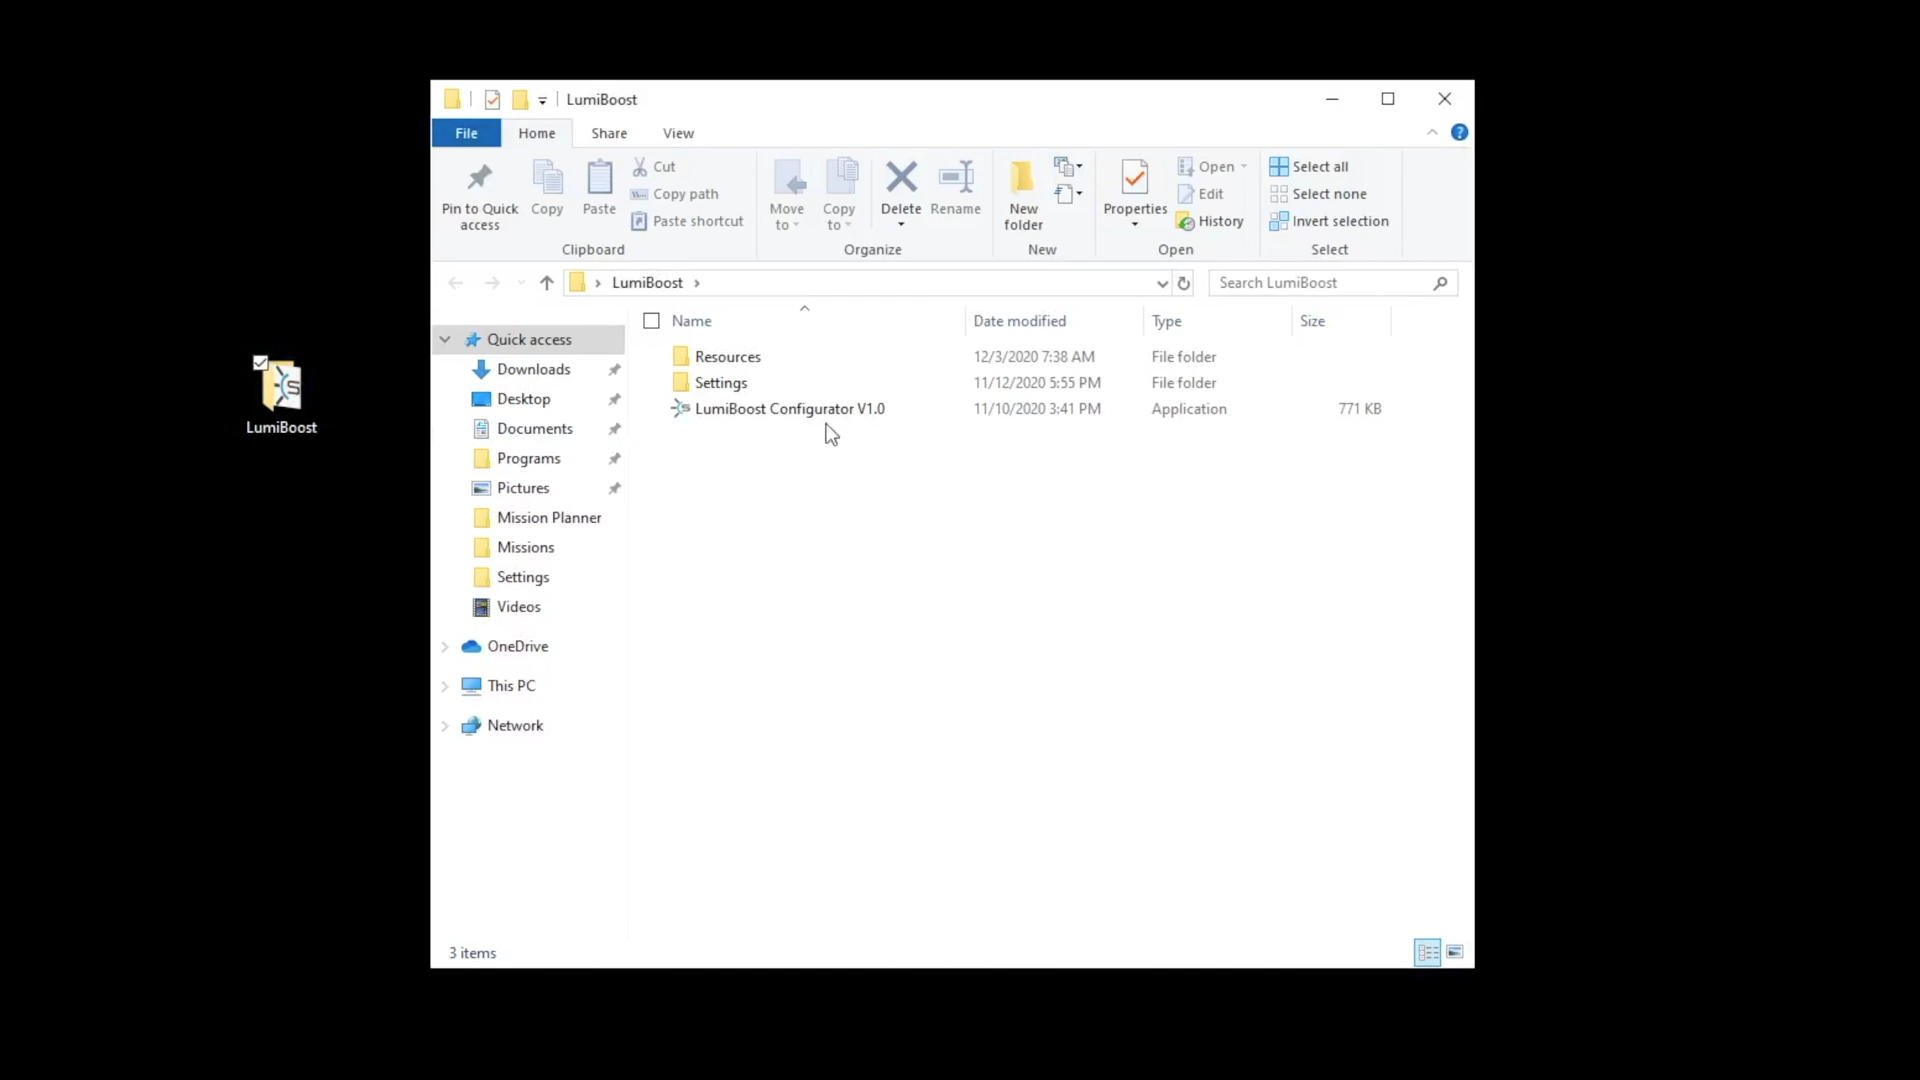 LumiBoost
File Home Share View
Pin to Quick access
Copy
Paste
Cut
Copy path
Paste shortcut
Clipboard
Move to
Copy to
Delete
Rename
Organize
New folder
New
Properties
Open
Edit
History
Open
Select all
Select none
Invert selection
Select
LumiBoost
Search LumiBoost
Name Date modified Type Size
Resources 12/3/2020 7:38 AM File folder
Settings 11/12/2020 5:55 PM File folder
LumiBoost Configurator V1.0 11/10/2020 3:41 PM Application 771 KB
Quick access
Downloads
Desktop
Documents
Programs
Pictures
Mission Planner
Missions
Settings
Videos
OneDrive
This PC
Network
3 items
LumiBoost